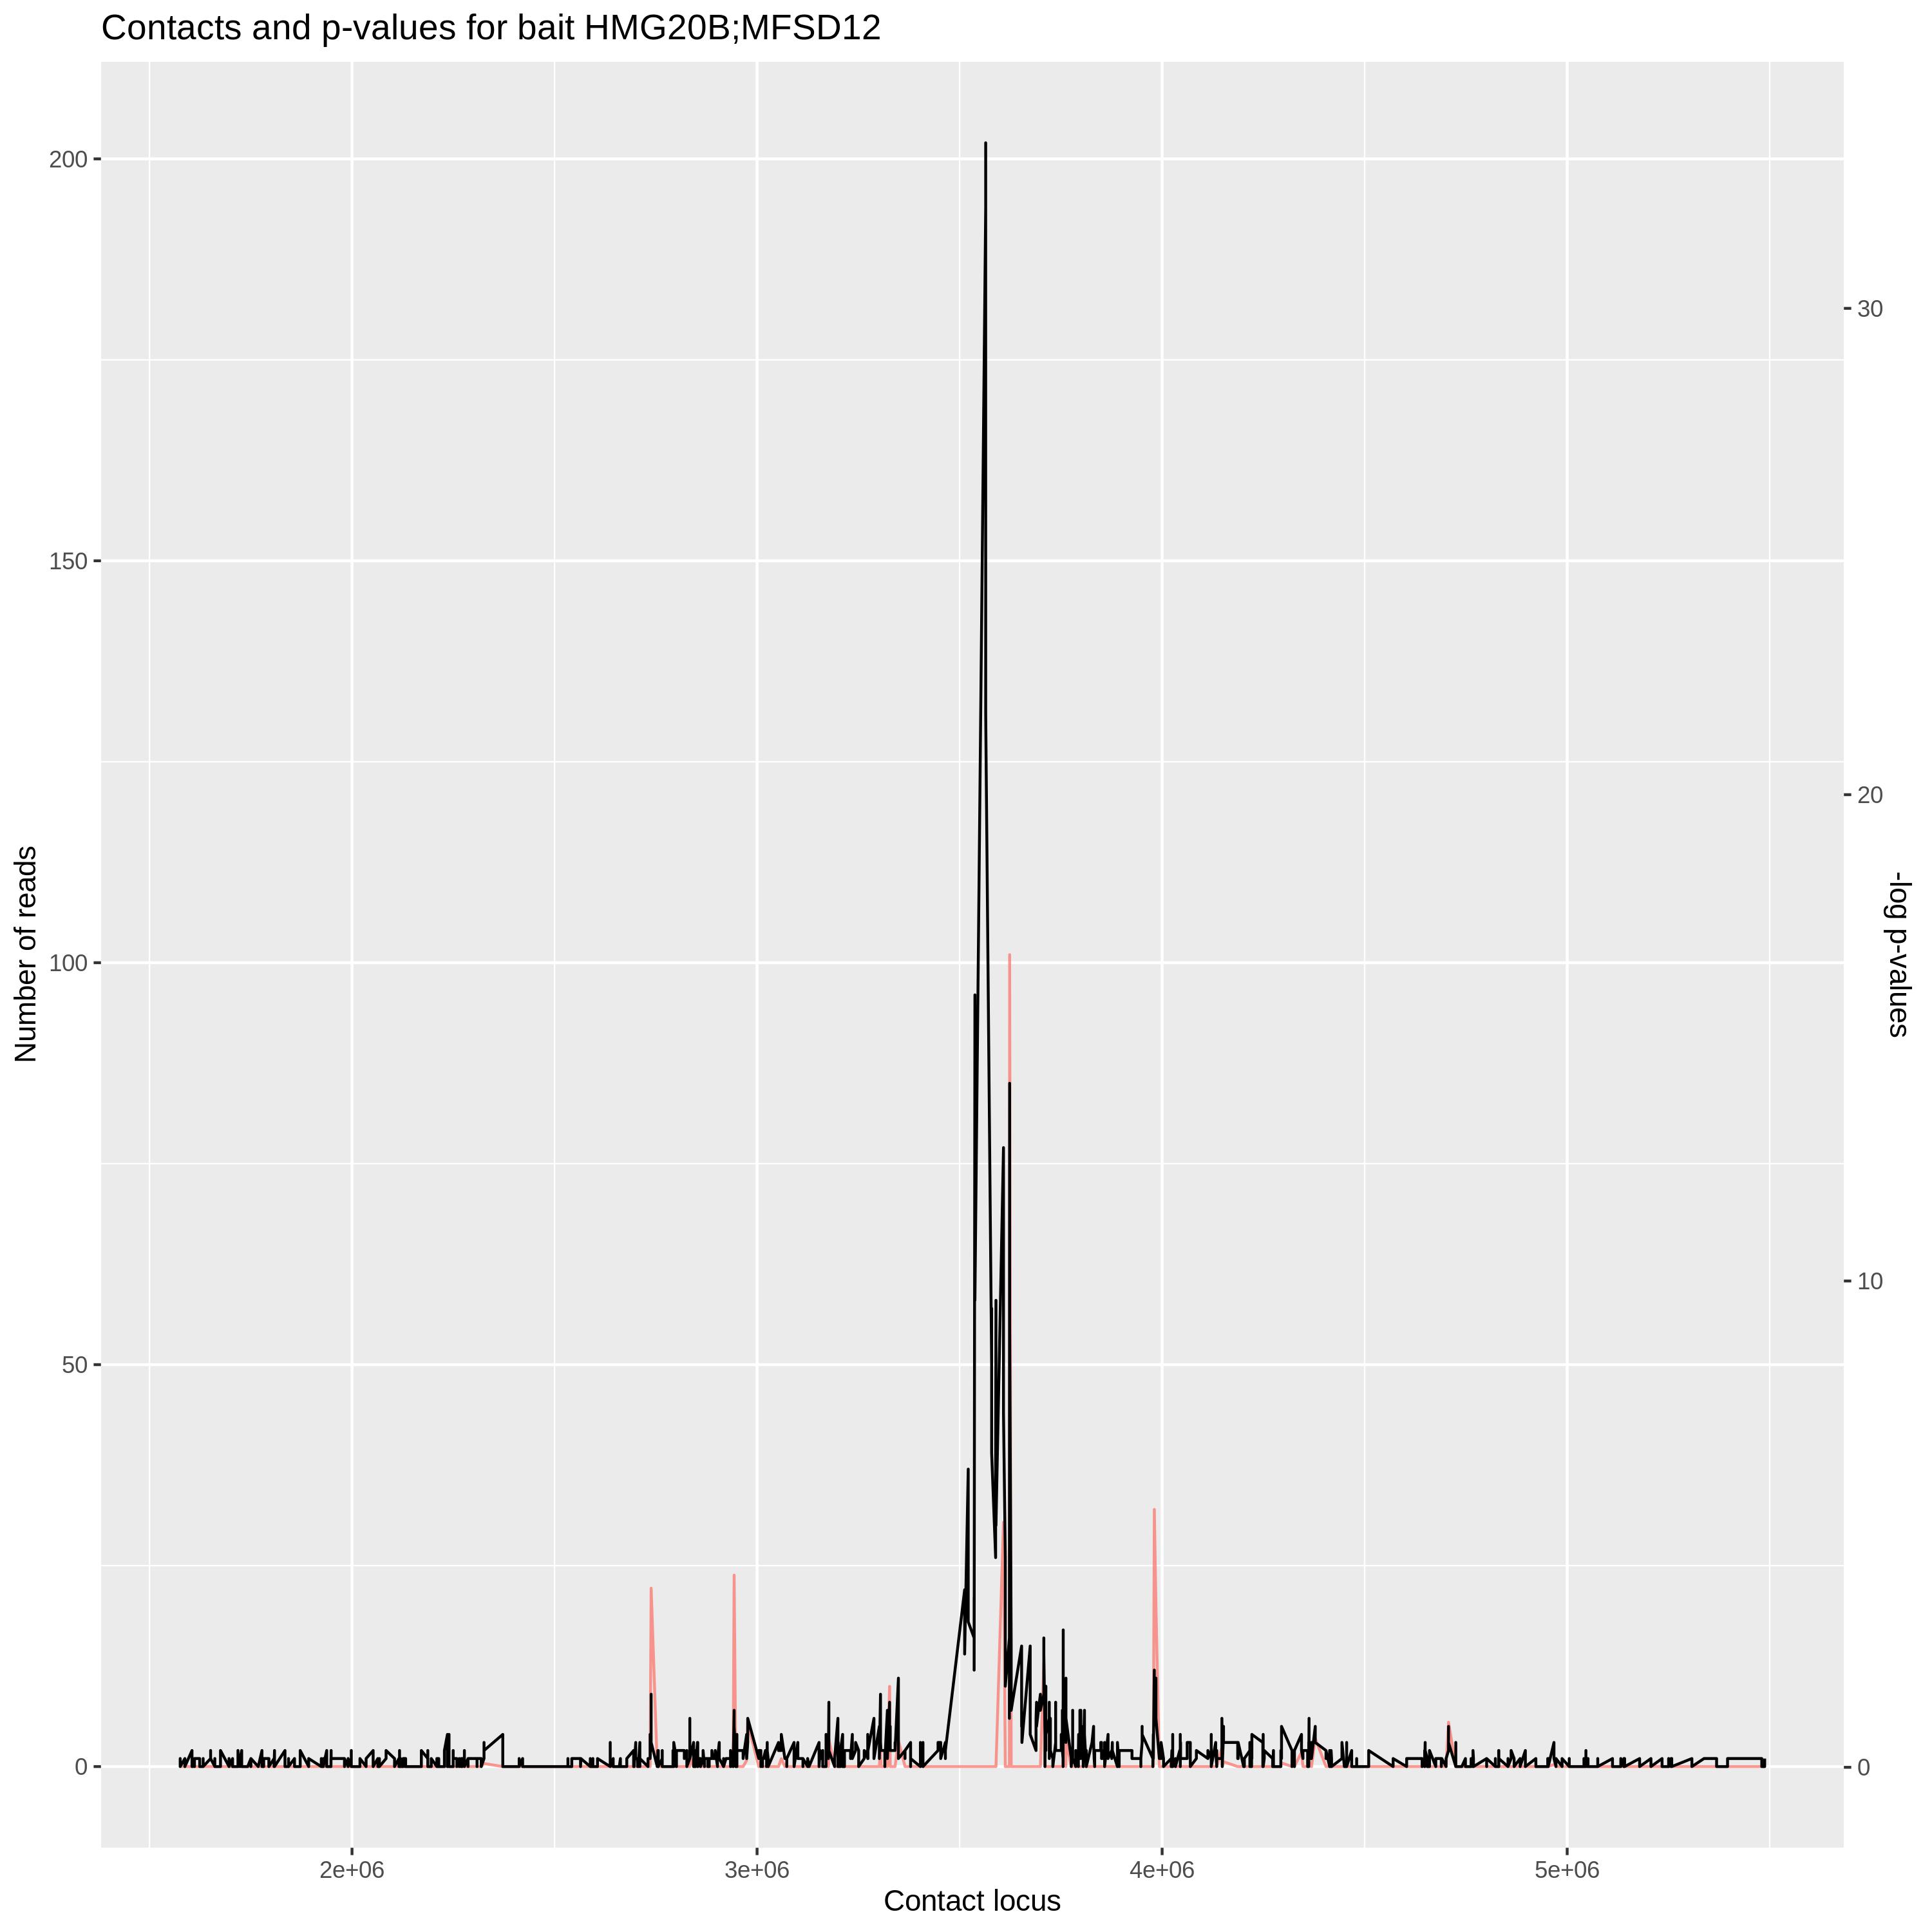 Contacts and p-values for bait HMG20B;MFSD12
200
150
100
50
0
Number of reads
30
20
10
0
-log p-values
2e+06
3e+06
4e+06
5e+06
Contact locus